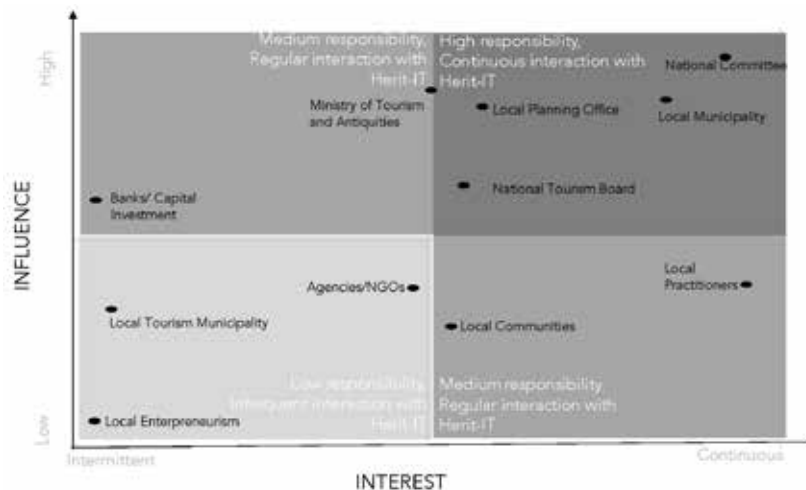 High
Medium responsibility,
Regular interaction with
Herit-IT
High responsibility,
Continuous interaction with
Herit-IT
National Committee
Ministry of Tourism
and Antiquities
Local Planning Office
Local Municipality
National Tourism Board
Banks/ Capital
Investment
INFLUENCE
Agencies/NGOs
Local
Practitioners
Local Tourism Municipality
Local Communities
Low responsibility,
Infrequent interaction with
Herit-IT
Medium responsibility,
Regular interaction with
Herit-IT
Local Enterpreneurism
Low
Intermittent
Continuous
INTEREST